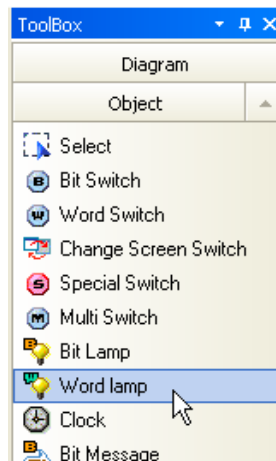 ToolBox
Diagram
Object
Select
Bit Switch
Word Switch
Change Screen Switch
Special Switch
Multi Switch
Bit Lamp
Word lamp
Clock
Bit Message